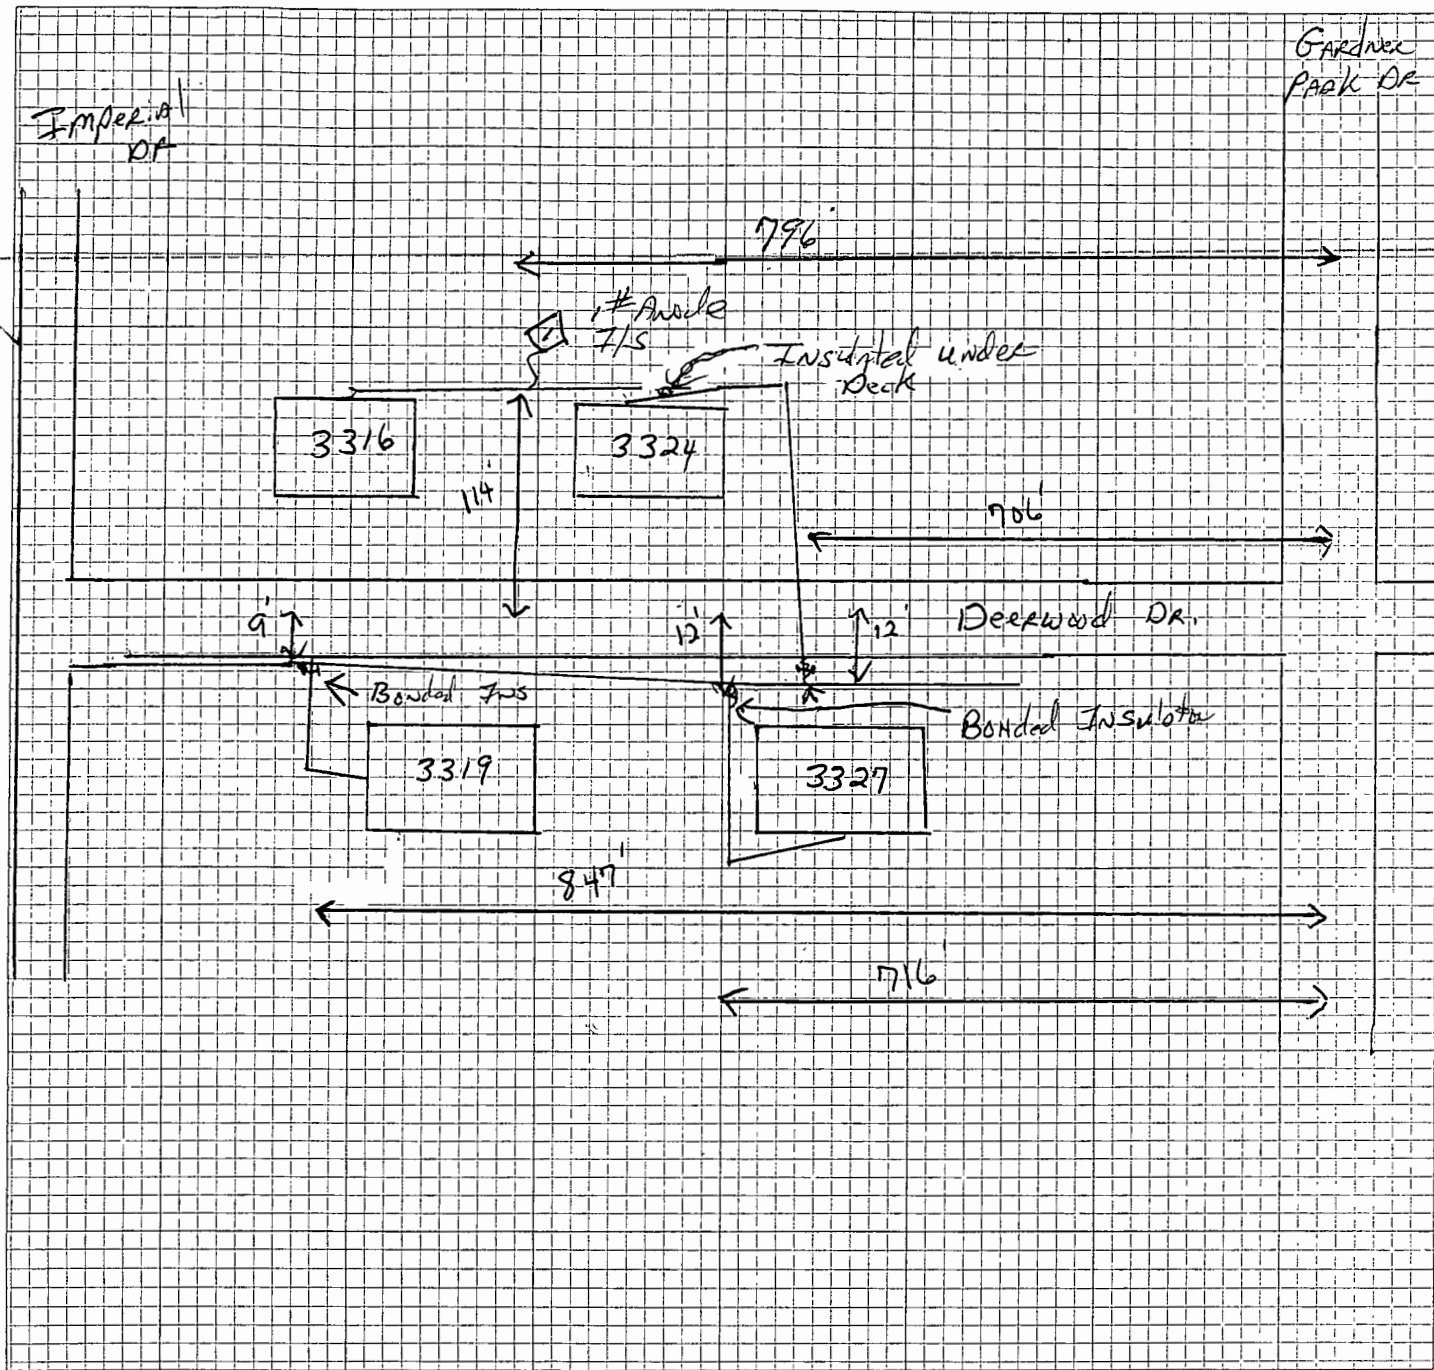 Gardner
Park Dr
Imperial
Dr
796'
1# Anode
T/S
Insulated under
Deck
3316
3324
114'
706'
9'
12'
12'
Deerwood Dr.
Bonded Ins
Bonded Insulator
3319
3327
847'
716'